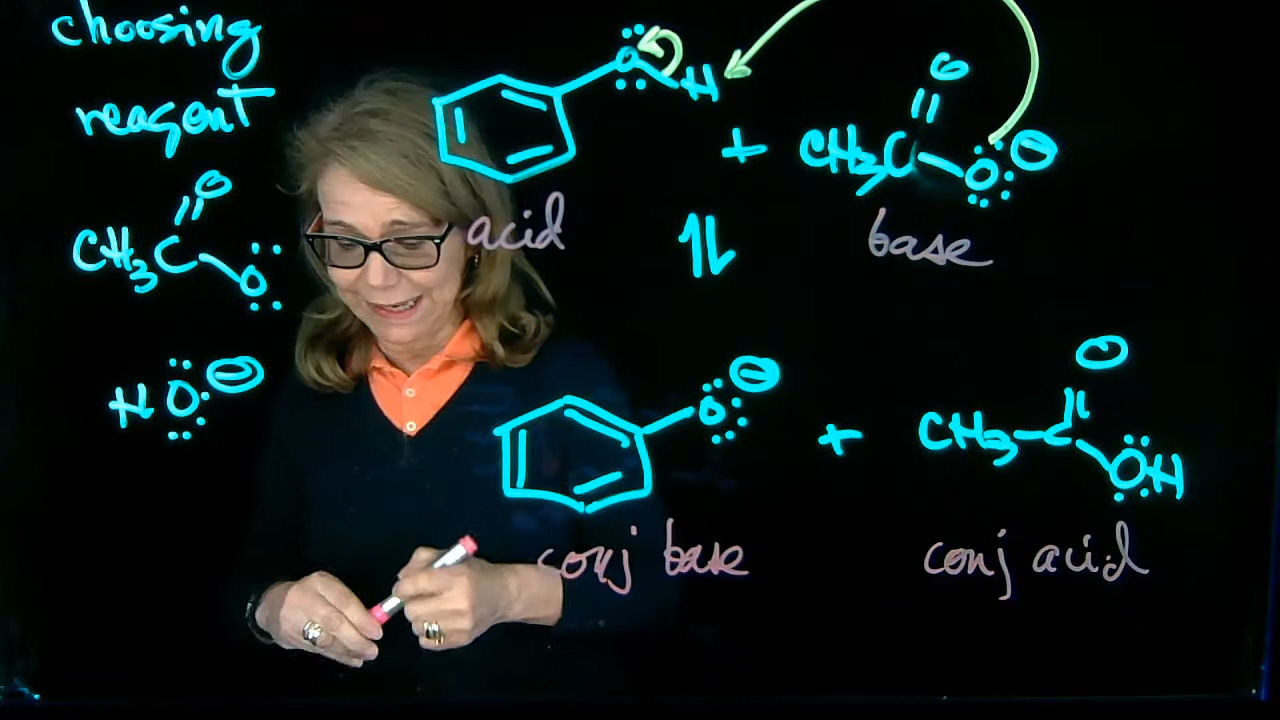 choosing
reagent
O
CH3C
O
HO⊖
O
H
+
CH3C
O
O⊖
acid
base
⇌
O⊖
+
CH3-C
O
OH
conj base
conj acid